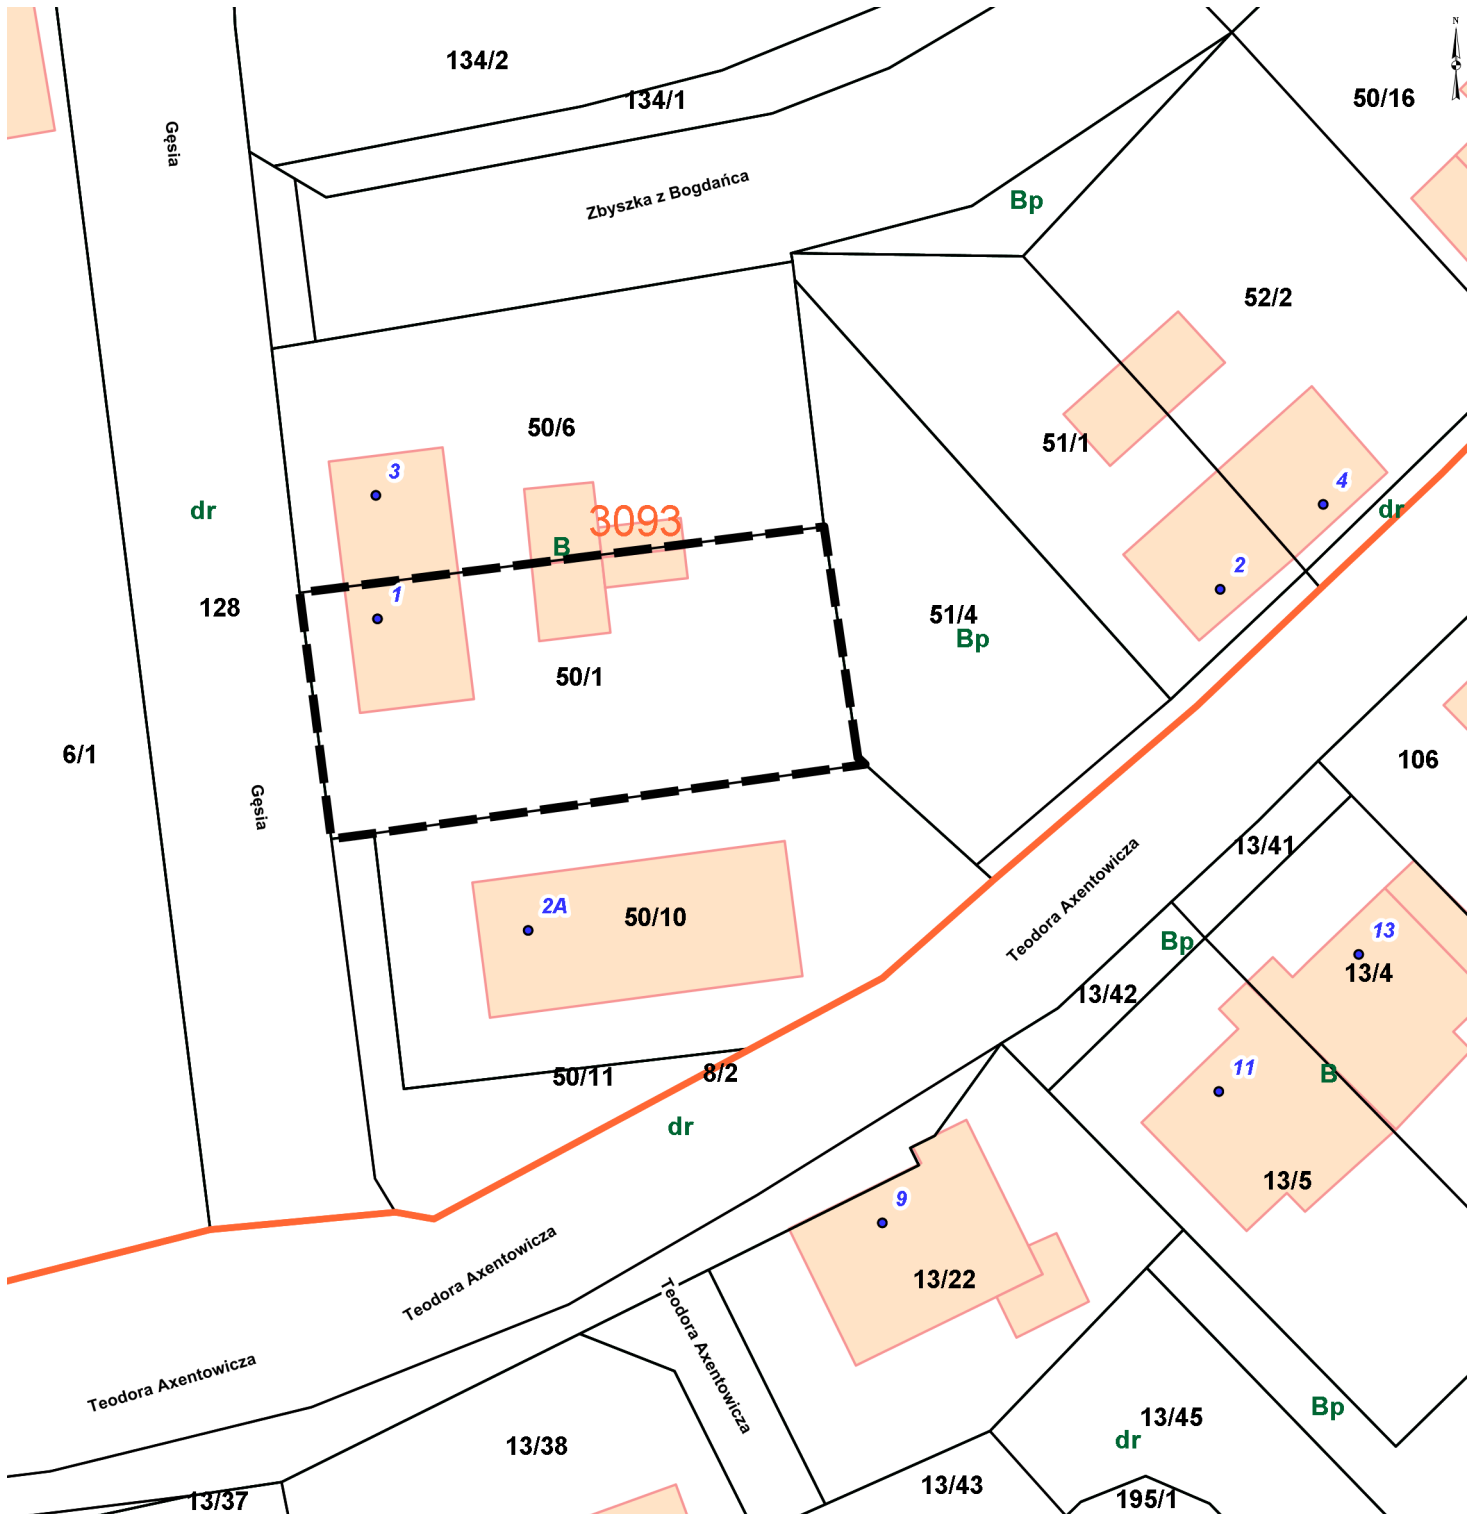 N
134/2
134/1
50/16
Gęsia
Zbyszka z Bogdańca
Bp
52/2
50/6
51/1
3
4
dr
3093
dr
B
2
1
128
51/4
Bp
50/1
6/1
106
Gęsia
13/41
Teodora Axentowicza
2A
50/10
Bp
13
13/4
13/42
11
B
50/11
8/2
dr
13/5
9
13/22
Teodora Axentowicza
Teodora Axentowicza
Teodora Axentowicza
Bp
13/45
dr
13/38
13/43
13/37
195/1